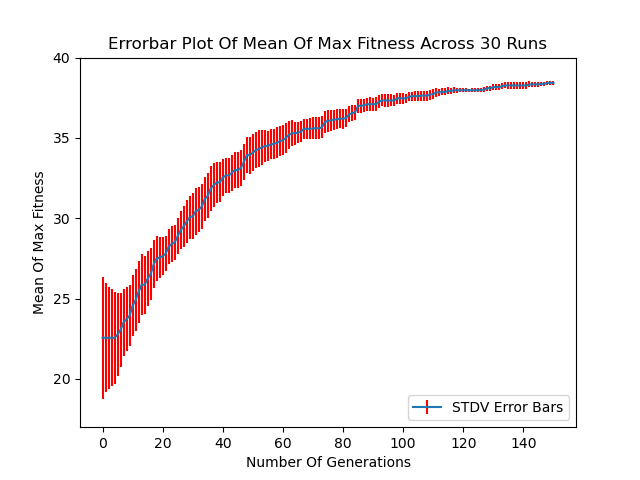 Errorbar Plot Of Mean Of Max Fitness Across 30 Runs
40
35
30
25
20
Mean Of Max Fitness
STDV Error Bars
0 20 40 60 80 100 120 140
Number Of Generations